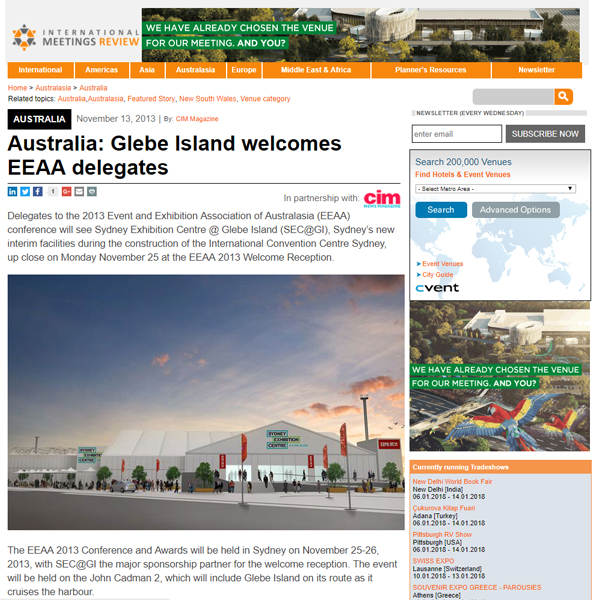 INTERNATIONAL
MEETINGS REVIEW
WE HAVE ALREADY CHOSEN THE VENUE
FOR OUR MEETING. AND YOU?
International Americas Asia Australasia Europe Middle East & Africa Planner's Resources Newsletter
Home > Australasia > Australia
Related topics: Australia,Australasia, Featured Story, New South Wales, Venue category
AUSTRALIA November 13, 2013 | By: CIM Magazine
Australia: Glebe Island welcomes
EEAA delegates
1
In partnership with: cim
Delegates to the 2013 Event and Exhibition Association of Australasia (EEAA)
conference will see Sydney Exhibition Centre @ Glebe Island (SEC@GI), Sydney's new
interim facilities during the construction of the International Convention Centre Sydney,
up close on Monday November 25 at the EEAA 2013 Welcome Reception.
SYDNEY
EXHIBITION
CENTRE
SYDNEY
EXHIBITION
CENTRE
The EEAA 2013 Conference and Awards will be held in Sydney on November 25-26,
2013, with SEC@GI the major sponsorship partner for the welcome reception. The event
will be held on the John Cadman 2, which will include Glebe Island on its route as it
cruises the harbour.
NEWSLETTER (EVERY WEDNESDAY)
enter email SUBSCRIBE NOW
Search 200,000 Venues
Find Hotels & Event Venues
- Select Metro Area -
Search Advanced Options
Event Venues
City Guide
cvent
WE HAVE ALREADY CHOSEN THE VENUE
FOR OUR MEETING. AND YOU?
Currently running Tradeshows
New Delhi World Book Fair
New Delhi [India]
06.01.2018 - 14.01.2018
Çukurova Kitap Fuari
Adana [Turkey]
06.01.2018 - 14.01.2018
Pittsburgh RV Show
Pittsburgh [USA]
06.01.2018 - 14.01.2018
SWISS EXPO
Lausanne [Switzerland]
10.01.2018 - 13.01.2018
SOUVENIR EXPO GREECE - PAROUSIES
Athens [Greece]